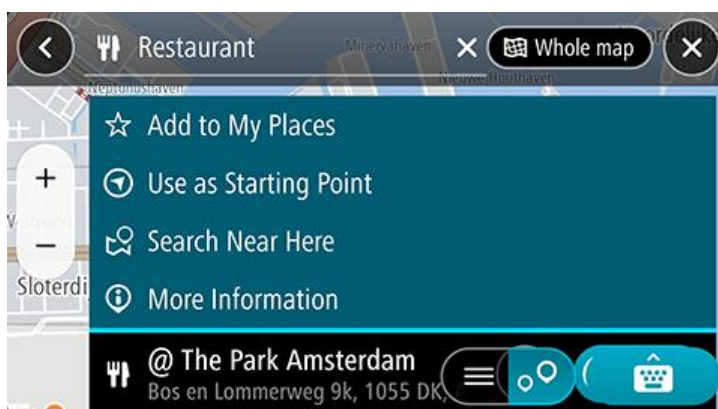 Restaurant
Minervahaven
Whole map
Neptunushaven
Nieuwe Houthaven
Add to My Places
Use as Starting Point
Search Near Here
Sloterdij
More Information
@ The Park Amsterdam
Bos en Lommerweg 9k, 1055 DK,